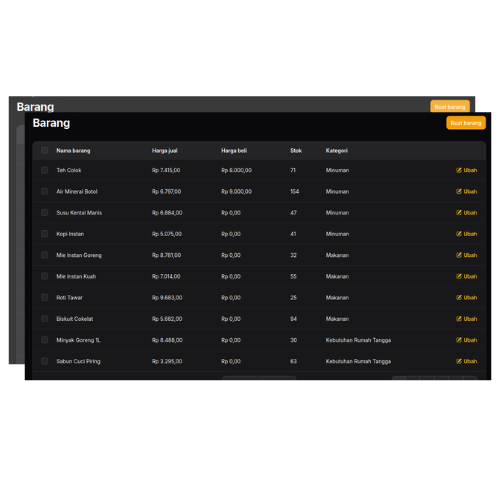 Barang
Buat barang
Barang
Buat barang
Nama barang Harga jual Harga beli Stok Kategori
Teh Celok Rp 7.415,00 Rp 8.000,00 71 Minuman Ubah
Air Mineral Botol Rp 6.797,00 Rp 9.000,00 154 Minuman Ubah
Susu Kental Manis Rp 6.884,00 Rp 0,00 47 Minuman Ubah
Kopi Instan Rp 5.075,00 Rp 0,00 41 Minuman Ubah
Mie Instan Goreng Rp 8.781,00 Rp 0,00 32 Makanan Ubah
Mie Instan Kuah Rp 7.014,00 Rp 0,00 55 Makanan Ubah
Roti Tawar Rp 9.683,00 Rp 0,00 25 Makanan Ubah
Biskuit Cokelat Rp 5.682,00 Rp 0,00 94 Makanan Ubah
Minyak Goreng 1L Rp 8.488,00 Rp 0,00 30 Kebutuhan Rumah Tangga Ubah
Sabun Cuci Piring Rp 3.295,00 Rp 0,00 63 Kebutuhan Rumah Tangga Ubah